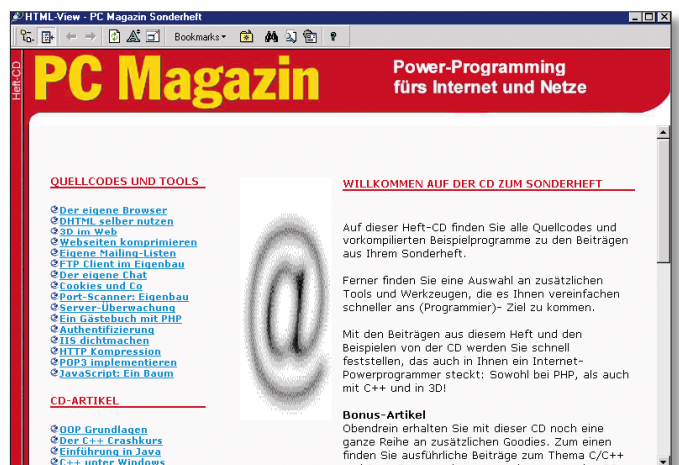 HTML-View - PC Magazin Sonderheft
Bookmarks
Heft-CD
PC Magazin
Power-Programming
fürs Internet und Netze
QUELLCODES UND TOOLS
Der eigene Browser
DHTML selber nutzen
3D im Web
Webseiten komprimieren
Eigene Mailing-Listen
FTP Client im Eigenbau
Der eigene Chat
Cookies und Co
Port-Scanner: Eigenbau
Server-Überwachung
Ein Gästebuch mit PHP
Authentifizierung
IIS dichtmachen
HTTP Kompression
POP3 implementieren
JavaScript: Ein Baum
CD-ARTIKEL
OOP Grundlagen
Der C++ Crashkurs
Einführung in Java
C++ unter Windows
@
WILLKOMMEN AUF DER CD ZUM SONDERHEFT
Auf dieser Heft-CD finden Sie alle Quellcodes und
vorkompilierten Beispielprogramme zu den Beiträgen
aus Ihrem Sonderheft.
Ferner finden Sie eine Auswahl an zusätzlichen
Tools und Werkzeugen, die es Ihnen vereinfachen
schneller ans (Programmier)- Ziel zu kommen.
Mit den Beiträgen aus diesem Heft und den
Beispielen von der CD werden Sie schnell
feststellen, das auch in Ihnen ein Internet-
Powerprogrammer steckt: Sowohl bei PHP, als auch
mit C++ und in 3D!
Bonus-Artikel
Obendrein erhalten Sie mit dieser CD noch eine
ganze Reihe an zusätzlichen Goodies. Zum einen
finden Sie ausführliche Beiträge zum Thema C/C++